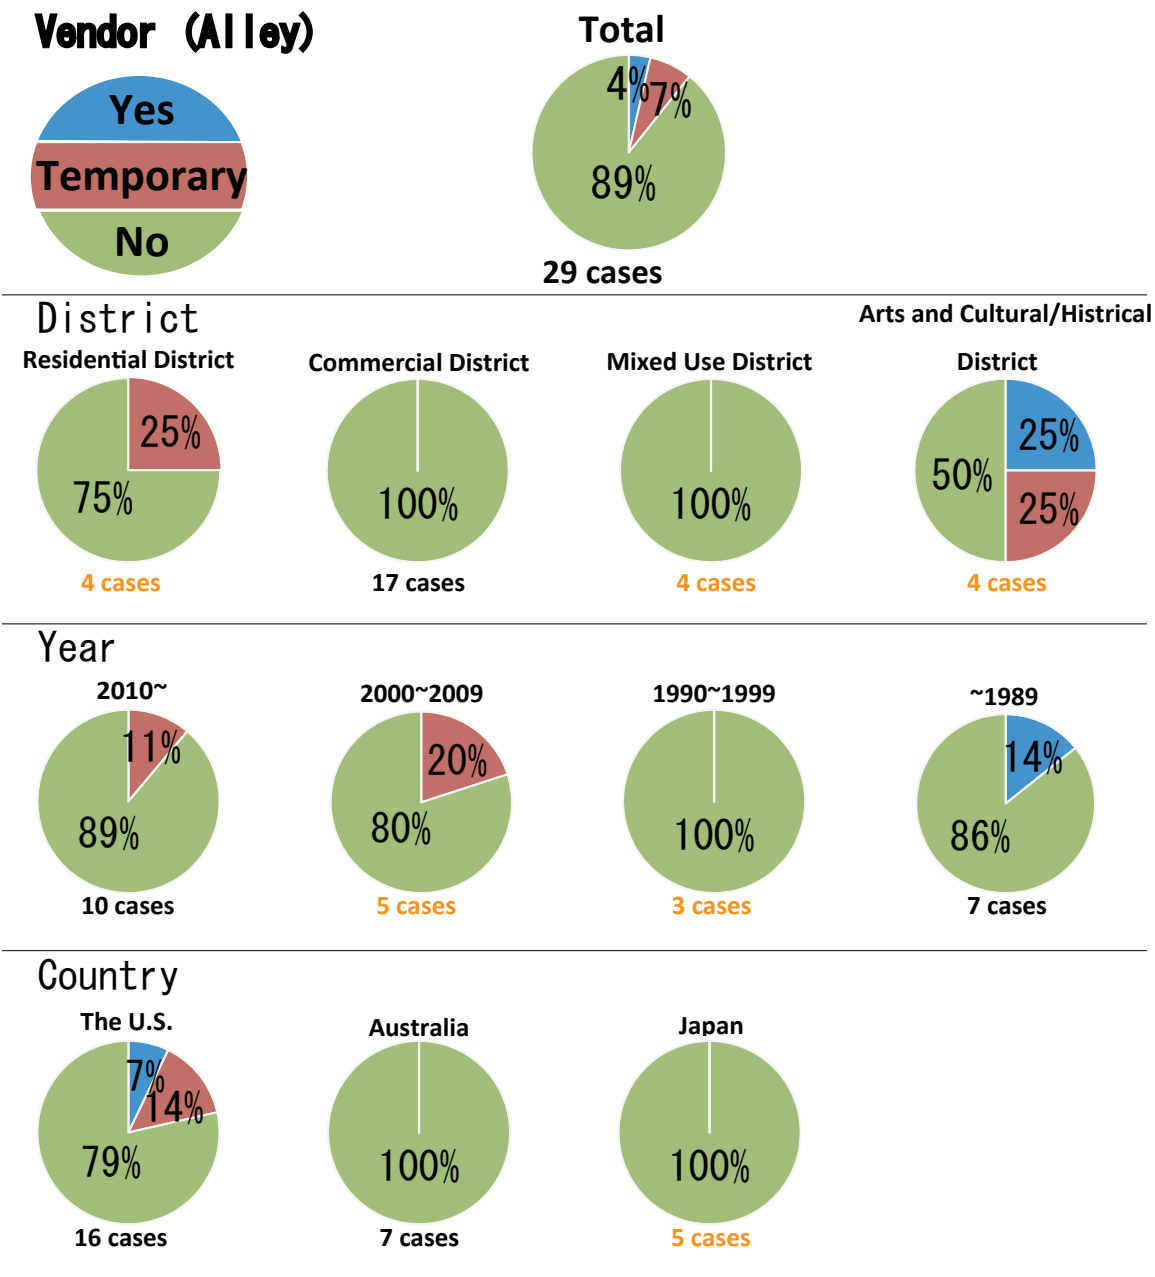 Vendor (Alley)
Yes
Temporary
No
Total
4%
7%
89%
29 cases
District
Residential District
25%
75%
4 cases
Commercial District
100%
17 cases
Mixed Use District
100%
4 cases
Arts and Cultural/Histrical
District
25%
50%
25%
4 cases
Year
2010~
11%
89%
10 cases
2000~2009
20%
80%
5 cases
1990~1999
100%
3 cases
~1989
14%
86%
7 cases
Country
The U.S.
7%
14%
79%
16 cases
Australia
100%
7 cases
Japan
100%
5 cases